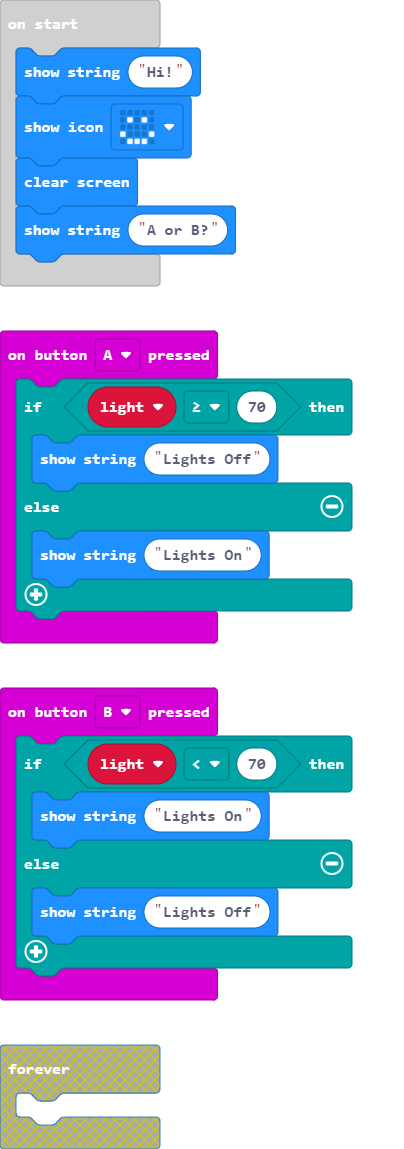 on start
show string "Hi!"
show icon
clear screen
show string "A or B?"
on button A pressed
if light ≥ 70 then
show string "Lights Off"
else
show string "Lights On"
on button B pressed
if light < 70 then
show string "Lights On"
else
show string "Lights Off"
forever